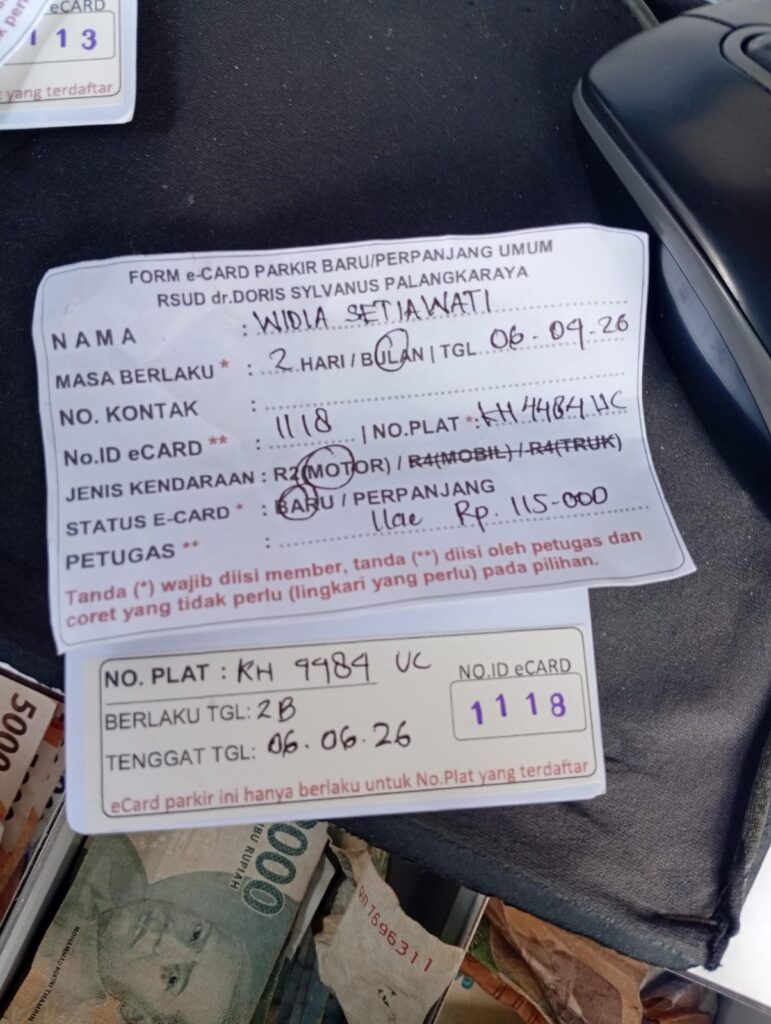 eCARD
113
yang terdaftar
FORM e-CARD PARKIR BARU/PERPANJANG UMUM
RSUD dr.DORIS SYLVANUS PALANGKARAYA
NAMA : WIDIA SETIAWATI
MASA BERLAKU * : 2 HARI / BULAN | TGL 06.04.26
NO. KONTAK :
No.ID eCARD ** : 1118 | NO.PLAT * : KH 4484 UC
JENIS KENDARAAN : R2(MOTOR) / R4(MOBIL) / R4(TRUK)
STATUS E-CARD * : BARU / PERPANJANG
PETUGAS ** : Rp. 115.000
Tanda (*) wajib diisi member, tanda (**) diisi oleh petugas dan
coret yang tidak perlu (lingkari yang perlu) pada pilihan.
NO. PLAT : KH 4484 UC
NO.ID eCARD
1118
BERLAKU TGL: 2B
TENGGAT TGL: 06.06.26
eCard parkir ini hanya berlaku untuk No.Plat yang terdaftar
5000
000
RIBU RUPIAH
7696311